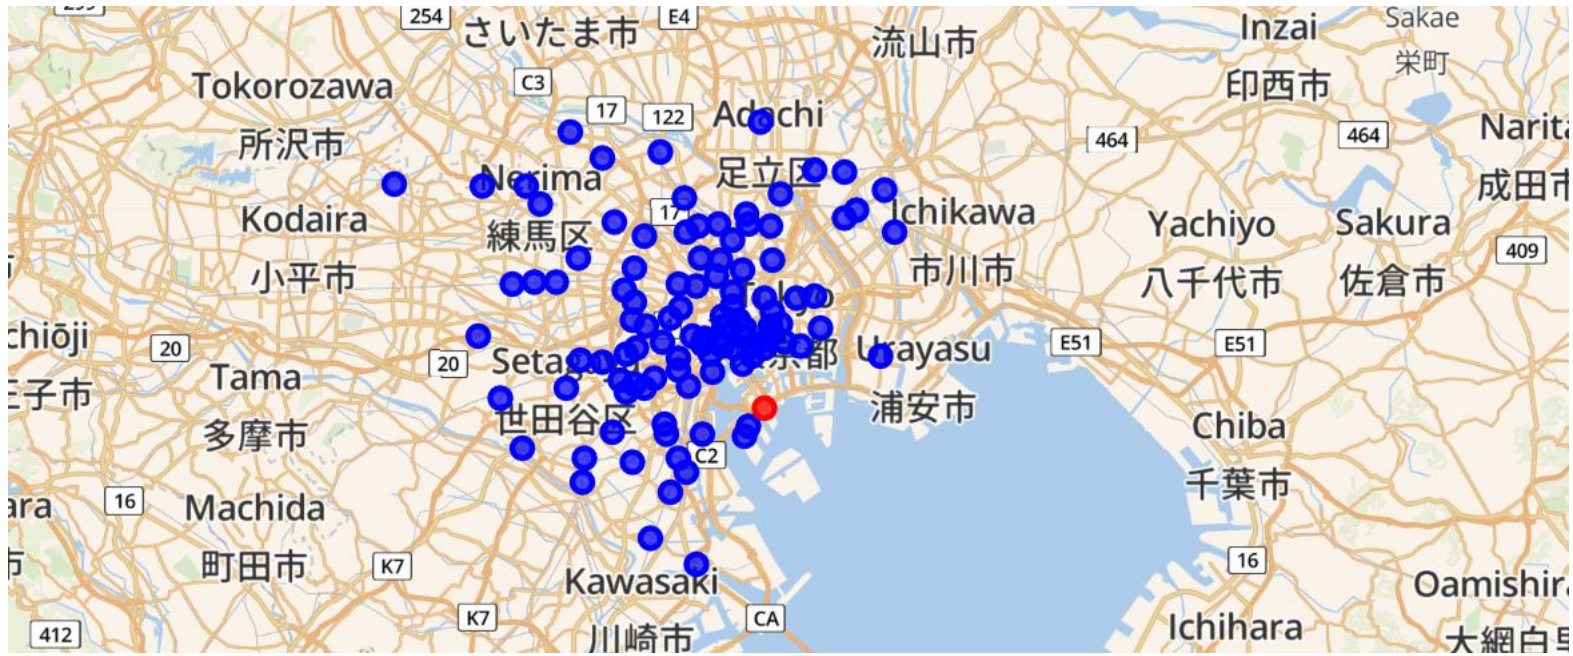 254
E4
Sakae
栄町
さいたま市
流山市
Inzai
印西市
Tokorozawa
所沢市
C3
17
122
Adachi
足立区
464
464
Narita
成田市
Nerima
練馬区
17
Kodaira
小平市
Ichikawa
市川市
Yachiyo
八千代市
Sakura
佐倉市
409
Tokyo
京都
chiōji
王子市
20
20
Tama
多摩市
Setagaya
世田谷区
Urayasu
浦安市
E51
E51
Chiba
千葉市
C2
16
Machida
町田市
K7
K7
Kawasaki
川崎市
CA
16
Oamishira
大網白里
Ichihara
412
ara
市